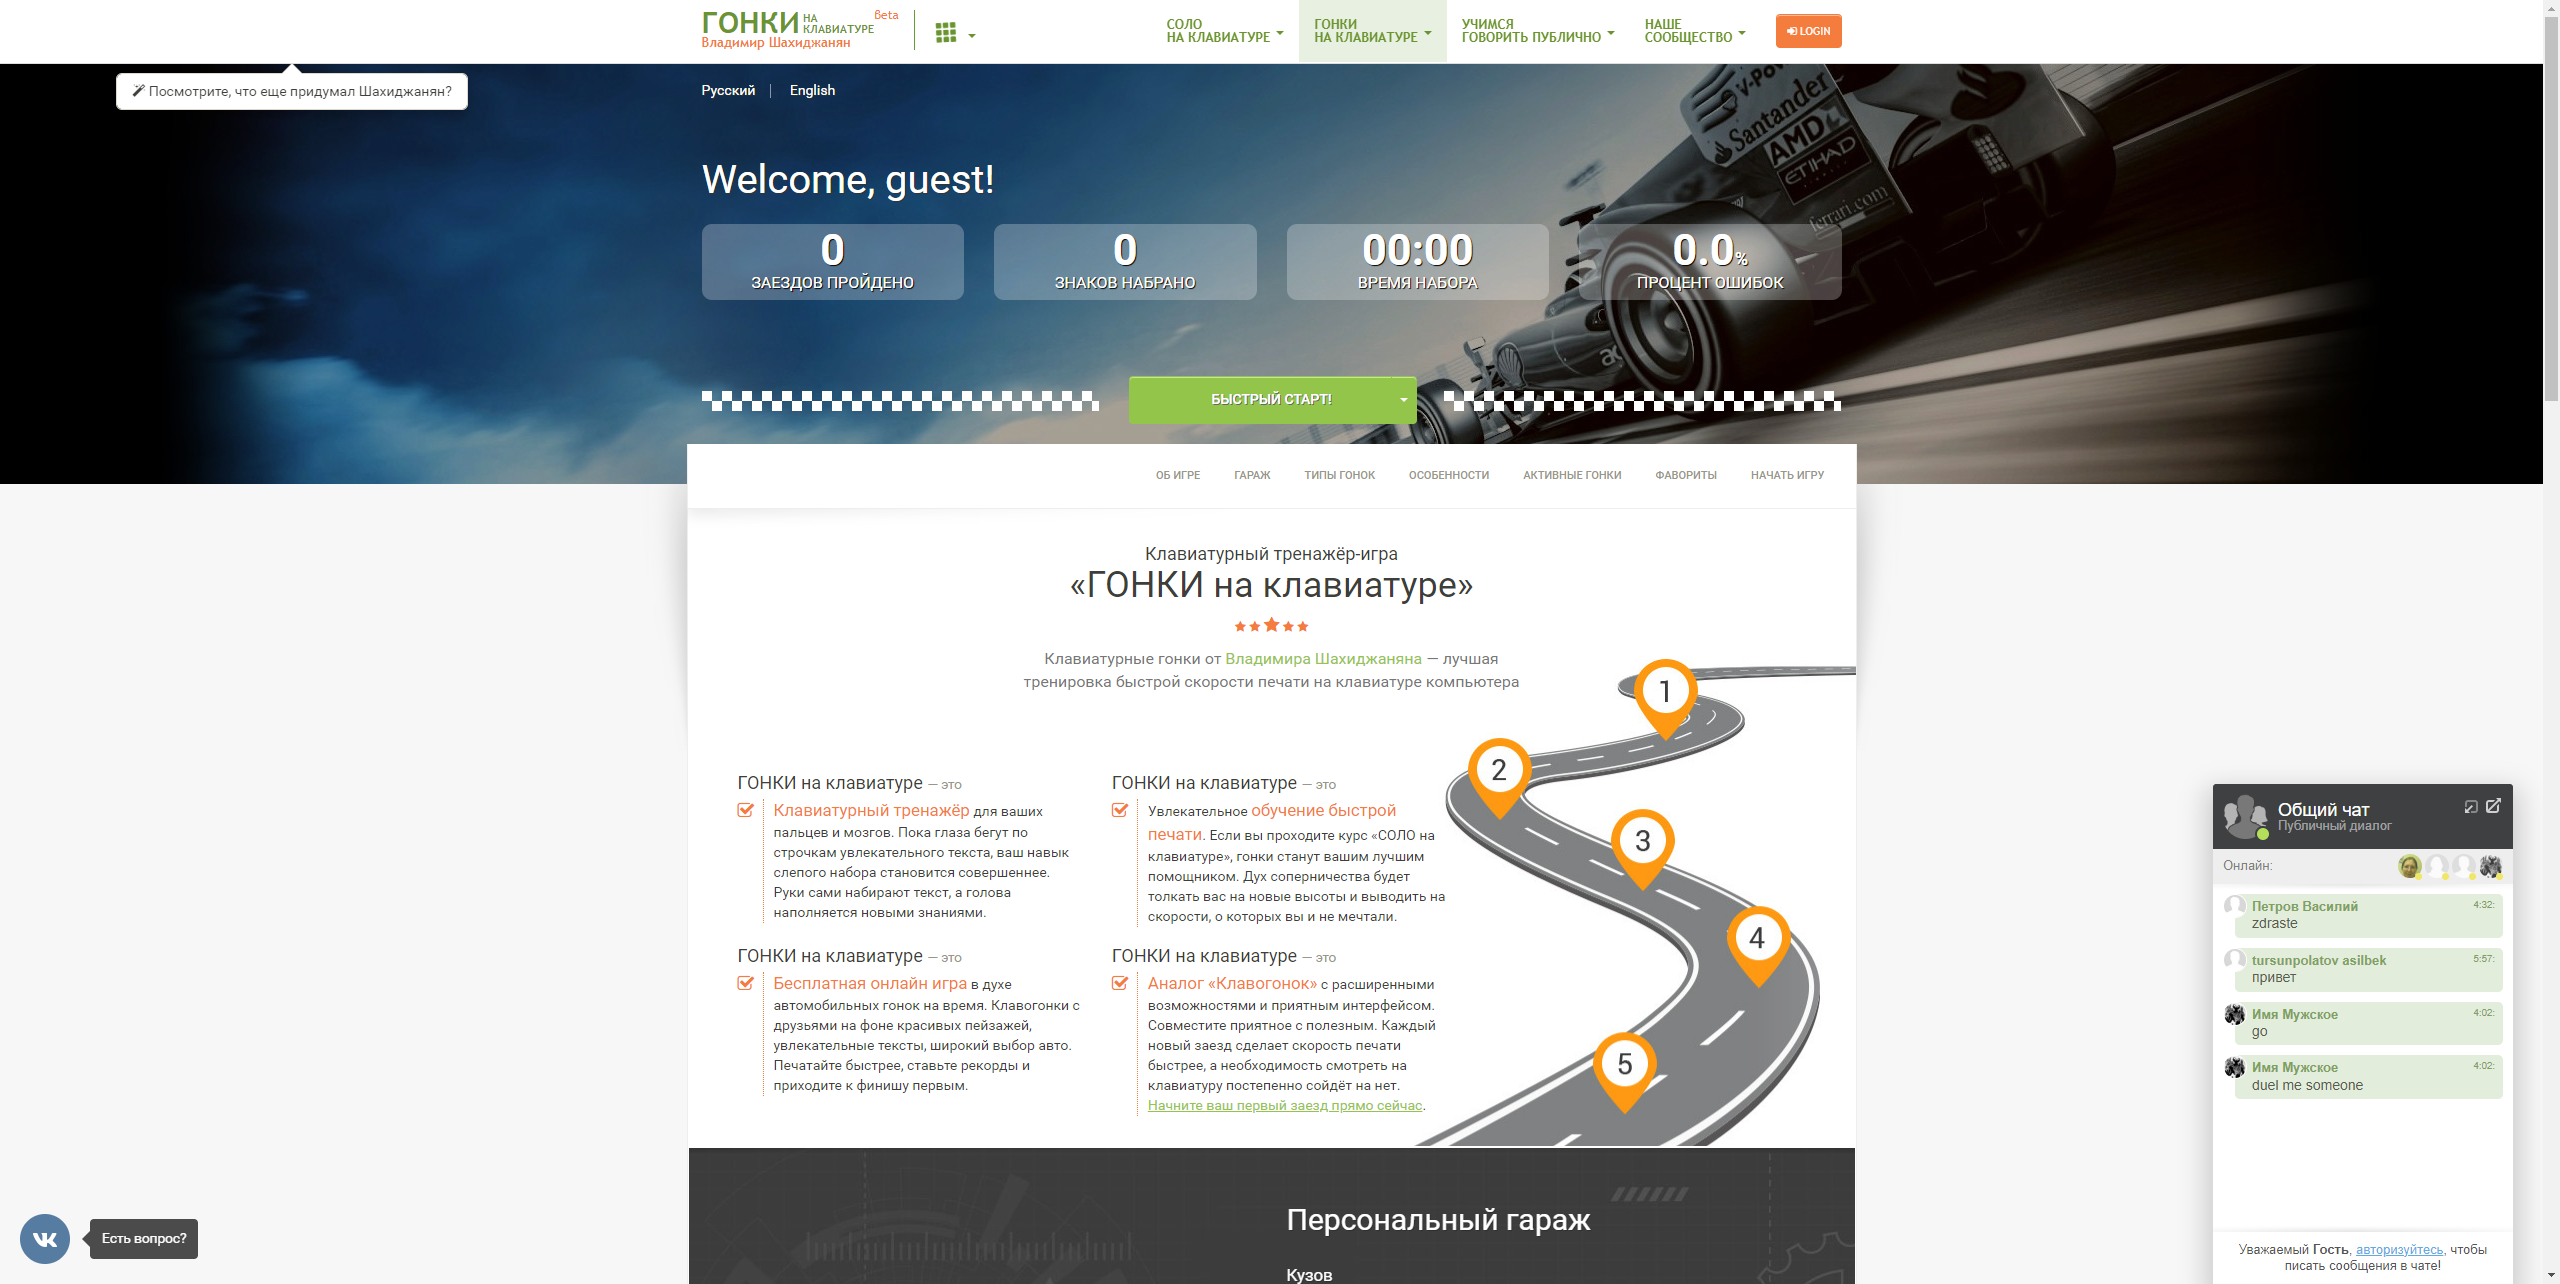 ГОНКИ НА КЛАВИАТУРЕ Beta
Владимир Шахиджанян
СОЛО
НА КЛАВИАТУРЕ
ГОНКИ
НА КЛАВИАТУРЕ
УЧИМСЯ
ГОВОРИТЬ ПУБЛИЧНО
НАШЕ
СООБЩЕСТВО
LOGIN
Посмотрите, что еще придумал Шахиджанян?
Русский
English
Welcome, guest!
0
ЗАЕЗДОВ ПРОЙДЕНО
0
ЗНАКОВ НАБРАНО
00:00
ВРЕМЯ НАБОРА
0.0%
ПРОЦЕНТ ОШИБОК
V-Power
Santander
AMD
ETIHAD
ferrari.com
БЫСТРЫЙ СТАРТ!
ОБ ИГРЕ
ГАРАЖ
ТИПЫ ГОНОК
ОСОБЕННОСТИ
АКТИВНЫЕ ГОНКИ
ФАВОРИТЫ
НАЧАТЬ ИГРУ
Клавиатурный тренажёр-игра
«ГОНКИ на клавиатуре»
Клавиатурные гонки от Владимира Шахиджаняна — лучшая
тренировка быстрой скорости печати на клавиатуре компьютера
1
2
3
4
5
ГОНКИ на клавиатуре — это
Клавиатурный тренажёр для ваших
пальцев и мозгов. Пока глаза бегут по
строчкам увлекательного текста, ваш навык
слепого набора становится совершеннее.
Руки сами набирают текст, а голова
наполняется новыми знаниями.
ГОНКИ на клавиатуре — это
Увлекательное обучение быстрой
печати. Если вы проходите курс «СОЛО на
клавиатуре», гонки станут вашим лучшим
помощником. Дух соперничества будет
толкать вас на новые высоты и выводить на
скорости, о которых вы и не мечтали.
ГОНКИ на клавиатуре — это
Бесплатная онлайн игра в духе
автомобильных гонок на время. Клавогонки с
друзьями на фоне красивых пейзажей,
увлекательные тексты, широкий выбор авто.
Печатайте быстрее, ставьте рекорды и
приходите к финишу первым.
ГОНКИ на клавиатуре — это
Аналог «Клавогонок» с расширенными
возможностями и приятным интерфейсом.
Совместите приятное с полезным. Каждый
новый заезд сделает скорость печати
быстрее, а необходимость смотреть на
клавиатуру постепенно сойдёт на нет.
Начните ваш первый заезд прямо сейчас.
Персональный гараж
Кузов
Есть вопрос?
Общий чат
Публичный диалог
Онлайн:
Петров Василий 4:32:
zdraste
tursunpolatov asilbek 5:57:
привет
Имя Мужское 4:02:
go
Имя Мужское 4:02:
duel me someone
Уважаемый Гость, авторизуйтесь, чтобы
писать сообщения в чате!